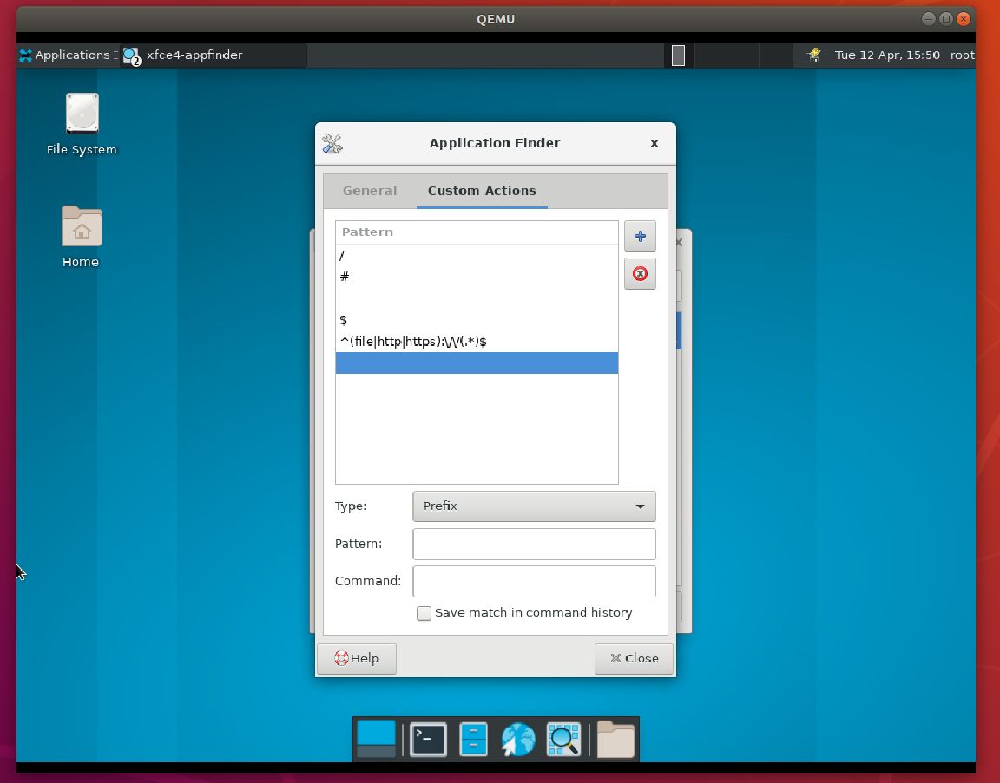 QEMU
Applications
xfce4-appfinder
2
Tue 12 Apr, 15:50
root
File System
Home
Application Finder
General
Custom Actions
Pattern
/
#
$
^(file|http|https):\/\/(.*)$
Type:
Prefix
Pattern:
Command:
Save match in command history
Help
Close